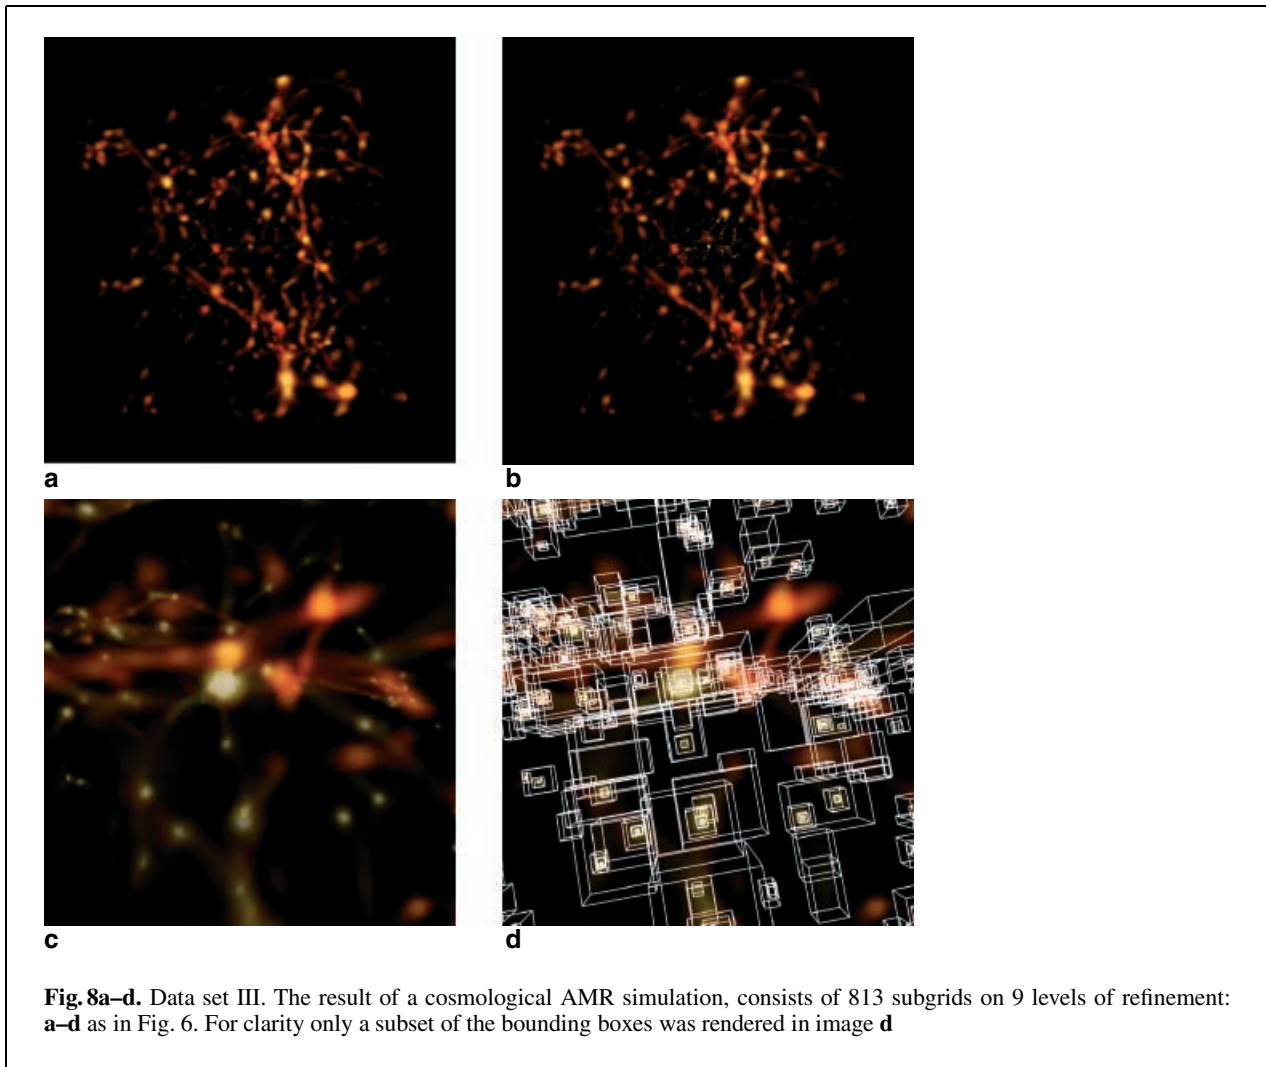 a
b
c
d
Fig. 8a–d. Data set III. The result of a cosmological AMR simulation, consists of 813 subgrids on 9 levels of refinement:
a–d as in Fig. 6. For clarity only a subset of the bounding boxes was rendered in image d